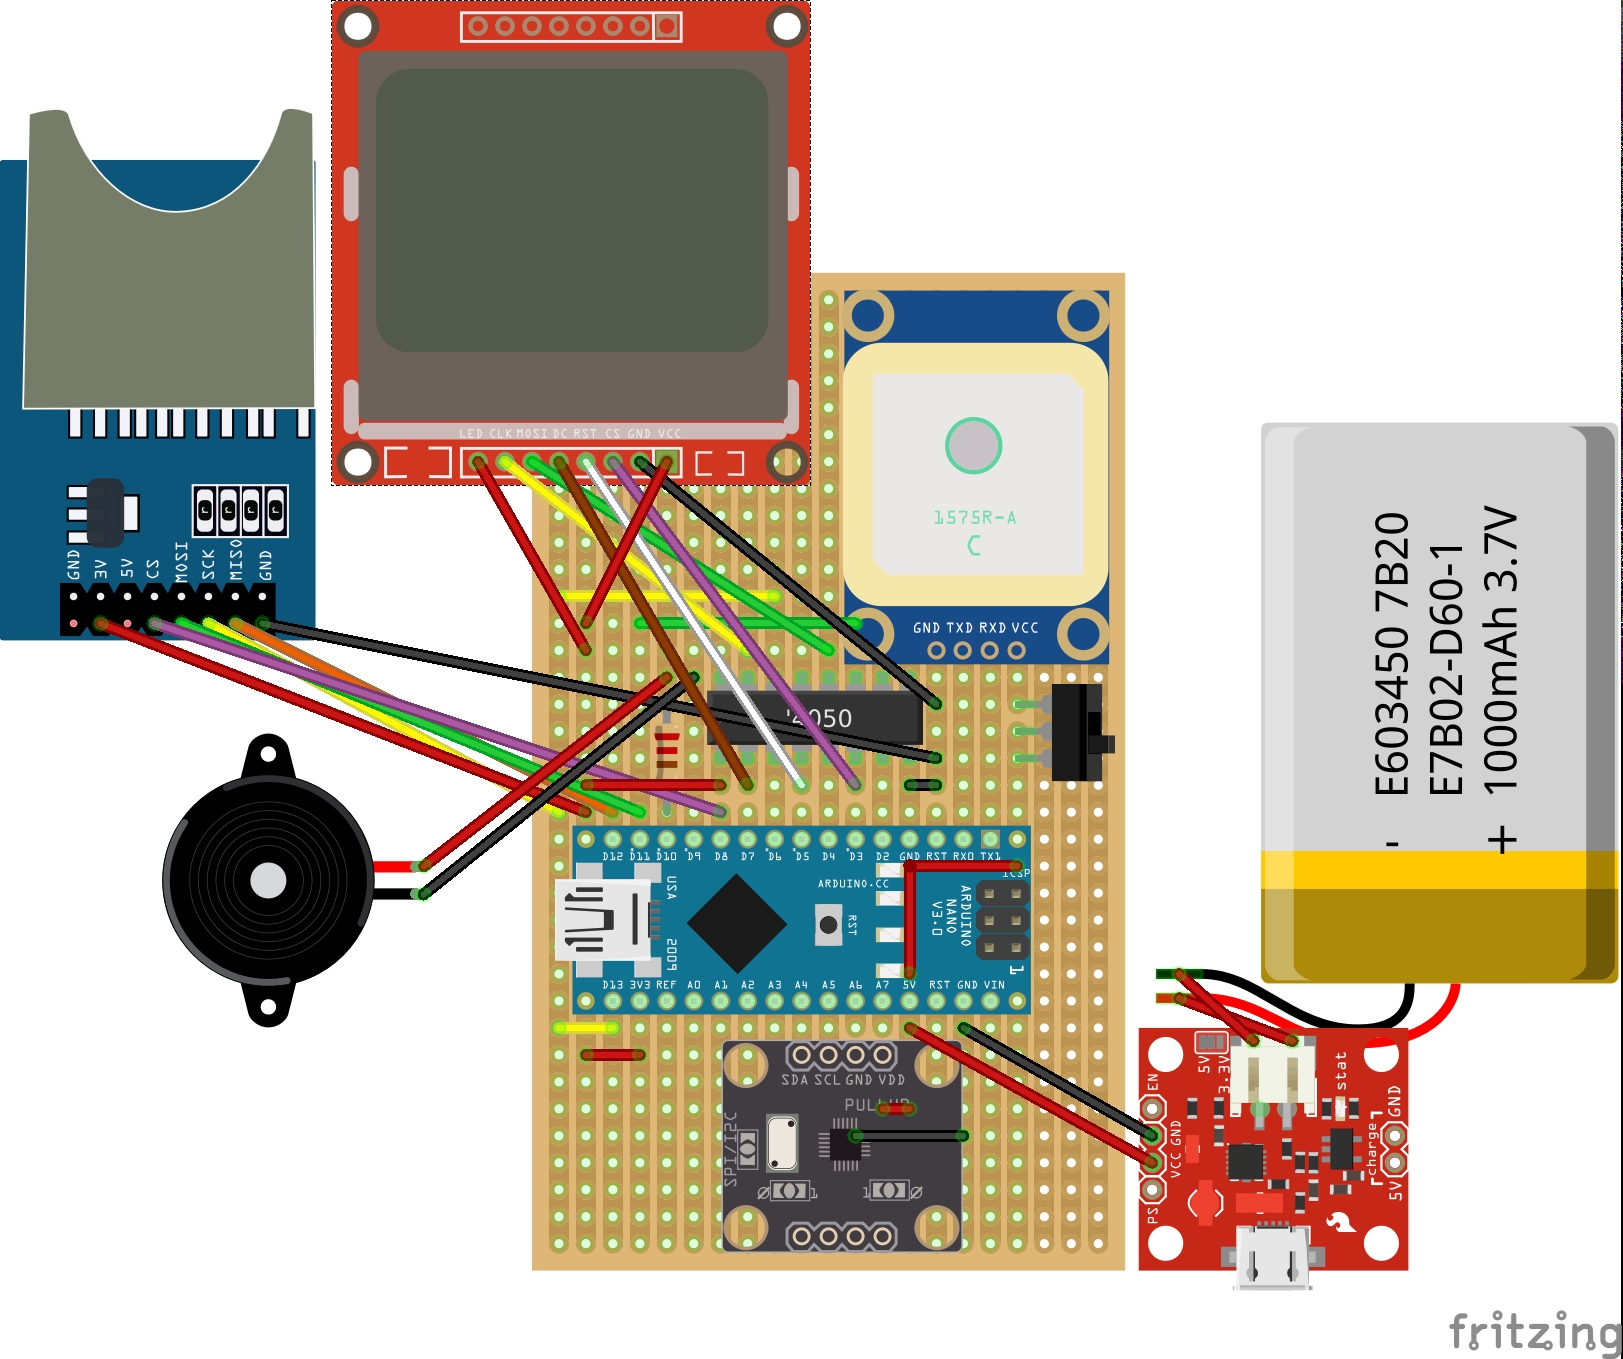 LED CLK MOSI DC RST CS GND VCC
GND 3V 5V CS MOSI SCK MISO GND
1575R-A
C
GND TXD RXD VCC
'4050
E603450 7B20
E7B02-D60-1
1000mAh 3.7V
- +
D12 D11 D10 D9 D8 D7 D6 D5 D4 D3 D2 GND RST RX0 TX1
USA
2009
ARDUINO.CC
RST
ARDUINO
NANO
V3.0
ICSP
1
D13 3V3 REF A0 A1 A2 A3 A4 A5 A6 A7 5V RST GND VIN
SDA SCL GND VDD
PULLUP
SPI/I2C
Ø 1
1 Ø
5V
3.3V
stat
EN
GND
VCC
PS
GND
charge
5V
fritzing